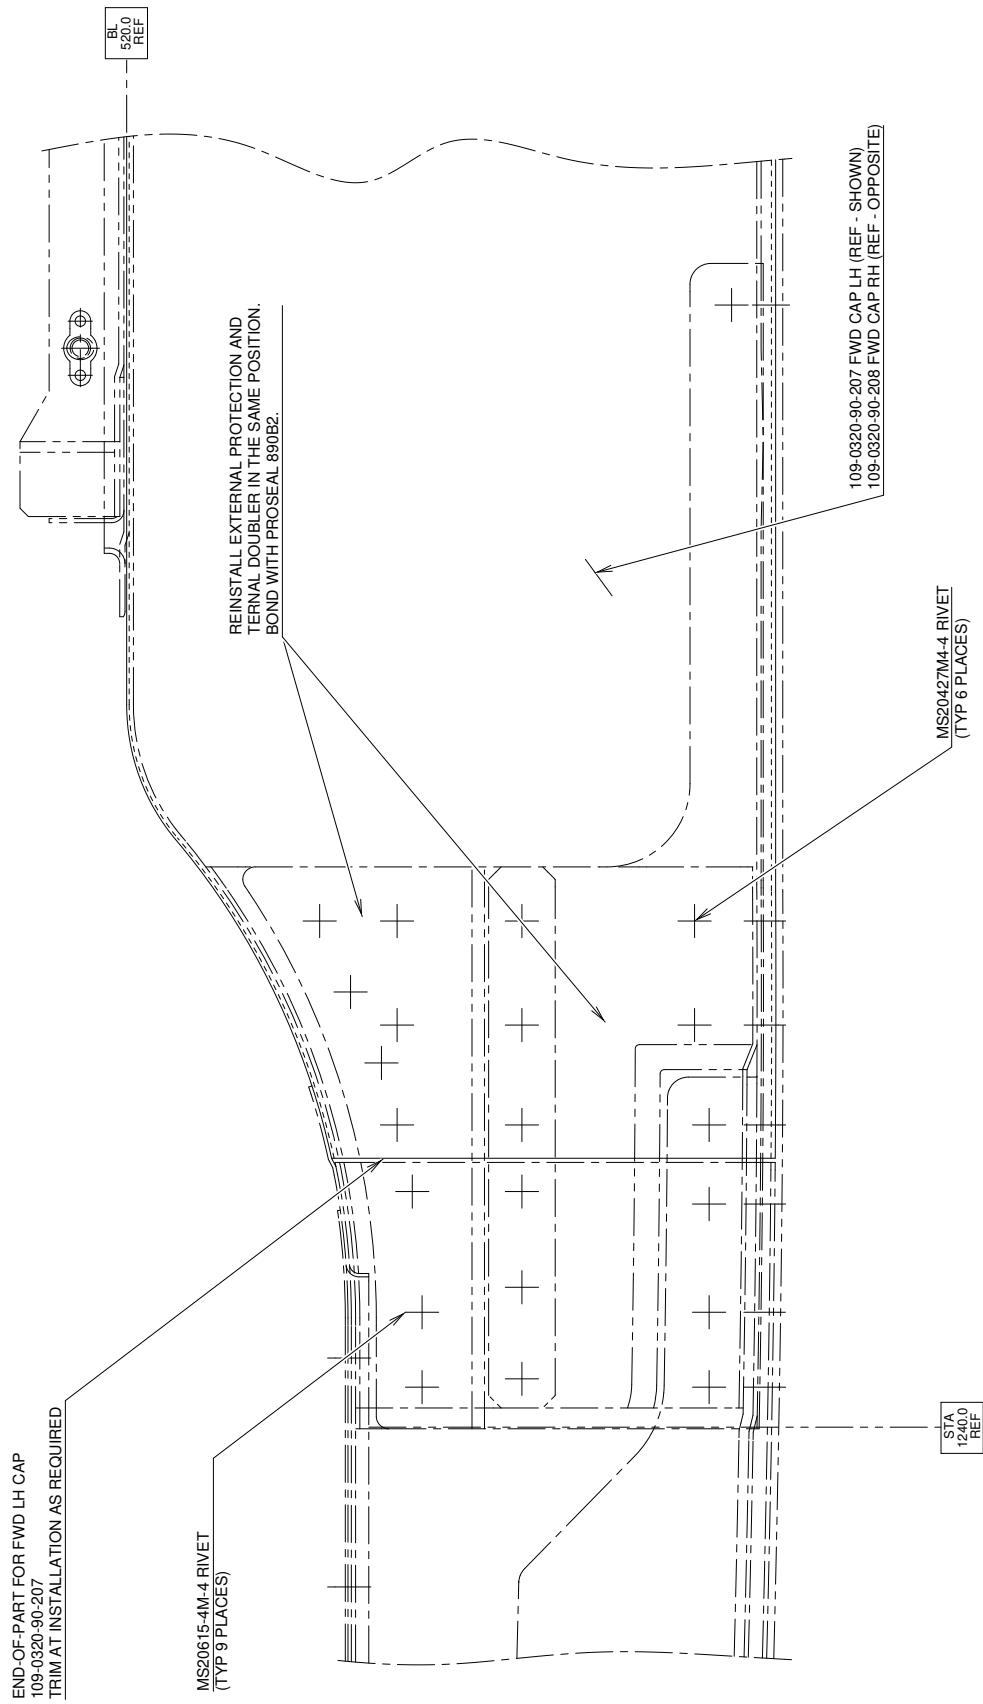 BL
520.0
REF
REINSTALL EXTERNAL PROTECTION AND
TERNAL DOUBLER IN THE SAME POSITION.
BOND WITH PROSEAL 890B2.
109-0320-90-207 FWD CAP LH (REF - SHOWN)
109-0320-90-208 FWD CAP RH (REF - OPPOSITE)
MS20427M4-4 RIVET
(TYP 6 PLACES)
END-OF-PART FOR FWD LH CAP
109-0320-90-207
TRIM AT INSTALLATION AS REQUIRED
MS20615-4M-4 RIVET
(TYP 9 PLACES)
STA
1240.0
REF